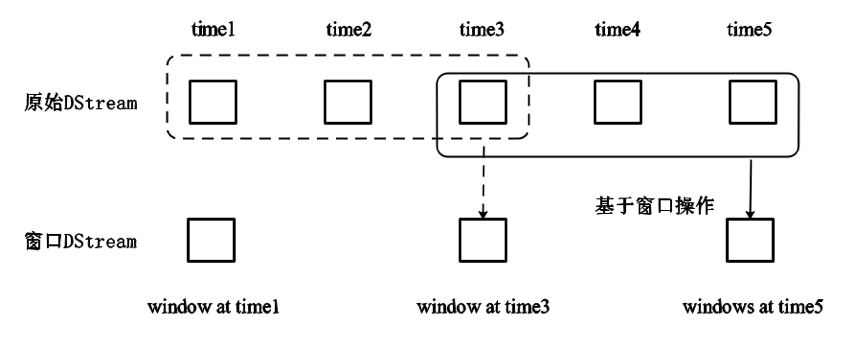 time1 time2 time3 time4 time5
原始DStream
基于窗口操作
窗口DStream
window at time1 window at time3 windows at time5